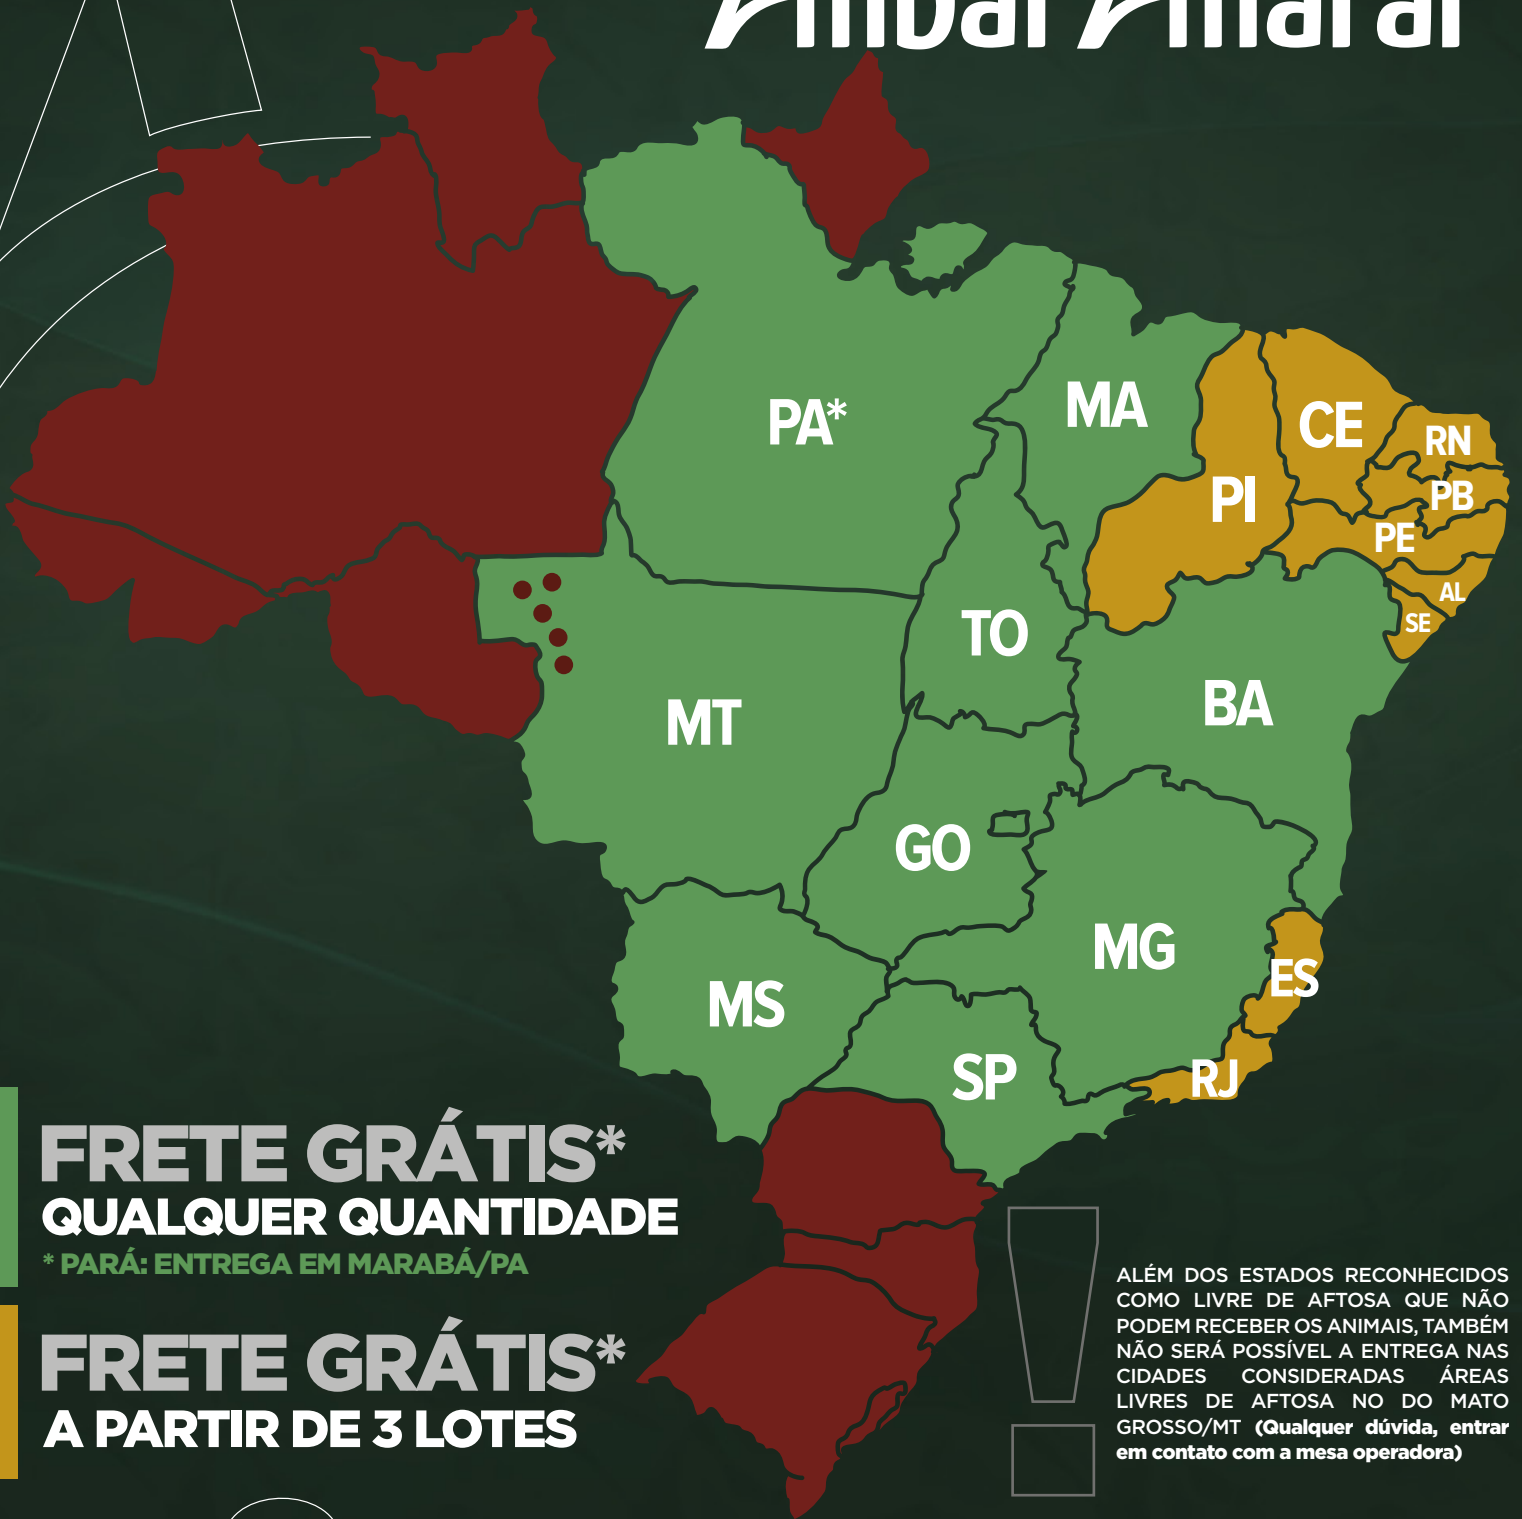 PA*
MA
CE
RN
PI
PB
PE
AL
SE
TO
BA
MT
GO
MG
ES
MS
SP
RJ
FRETE GRÁTIS*
QUALQUER QUANTIDADE
* PARÁ: ENTREGA EM MARABÁ/PA
FRETE GRÁTIS*
A PARTIR DE 3 LOTES
ALÉM DOS ESTADOS RECONHECIDOS
COMO LIVRE DE AFTOSA QUE NÃO
PODEM RECEBER OS ANIMAIS, TAMBÉM
NÃO SERÁ POSSÍVEL A ENTREGA NAS
CIDADES CONSIDERADAS ÁREAS
LIVRES DE AFTOSA NO DO MATO
GROSSO/MT (Qualquer dúvida, entrar
em contato com a mesa operadora)